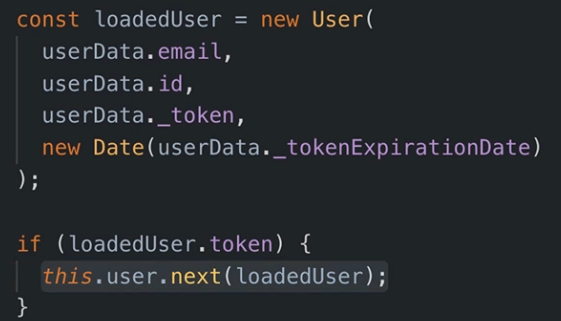 const loadedUser = new User(
userData.email,
userData.id,
userData._token,
new Date(userData._tokenExpirationDate)
);
if (loadedUser.token) {
this.user.next(loadedUser);
}